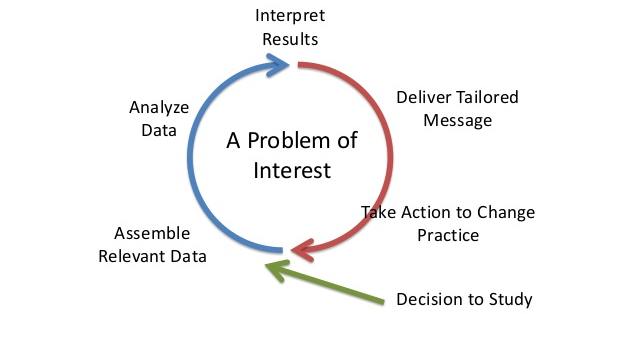 Interpret
Results
Deliver Tailored
Message
Analyze
Data
A Problem of
Interest
Take Action to Change
Practice
Assemble
Relevant Data
Decision to Study